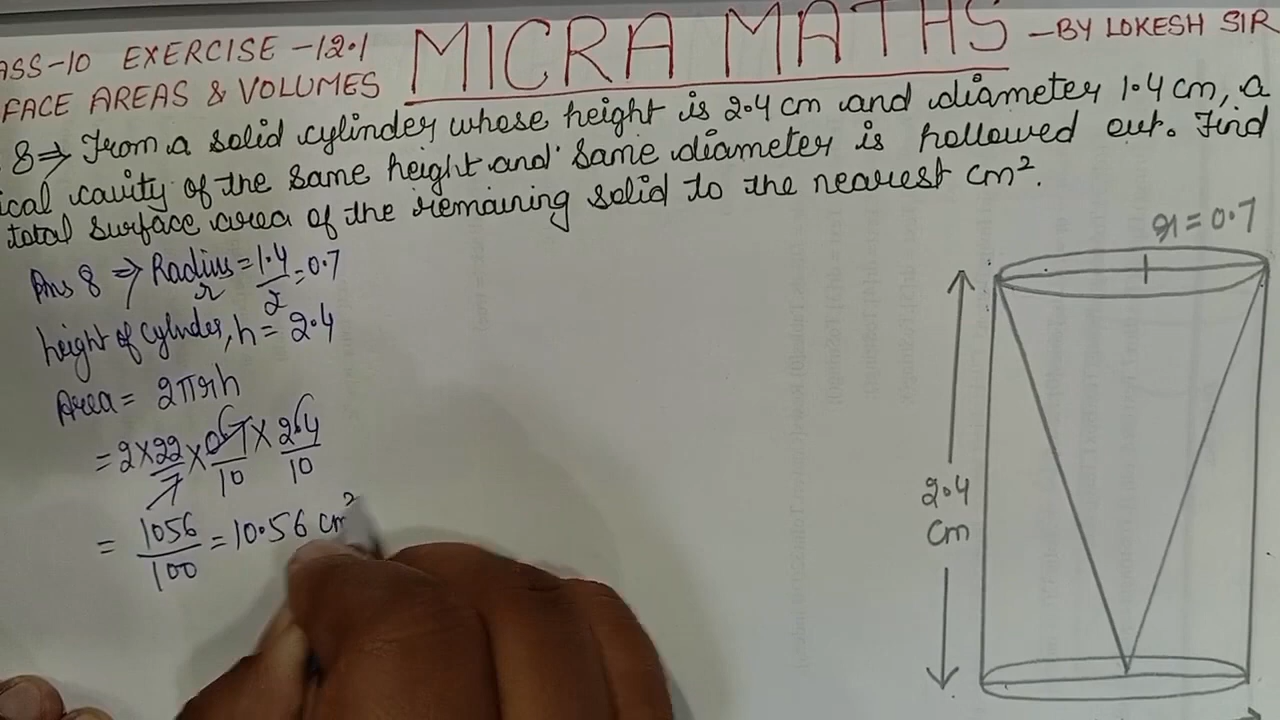 ASS-10 EXERCISE -12.1 MICRA MATHS -BY LOKESH SIR
FACE AREAS & VOLUMES
8⇒ From a solid cylinder whose height is 2.4 cm and diameter 1.4 cm, a
ical cavity of the same height and same diameter is hollowed out. Find
total surface area of the remaining solid to the nearest cm².
Ans 8 ⇒ Radius = 1.4/2 = 0.7
r
height of cylinder, h = 2.4
Area = 2πrh
= 2 × 22/7 × 0.7/10 × 2.4/10
= 1056/100 = 10.56 cm²
r = 0.7
2.4
cm